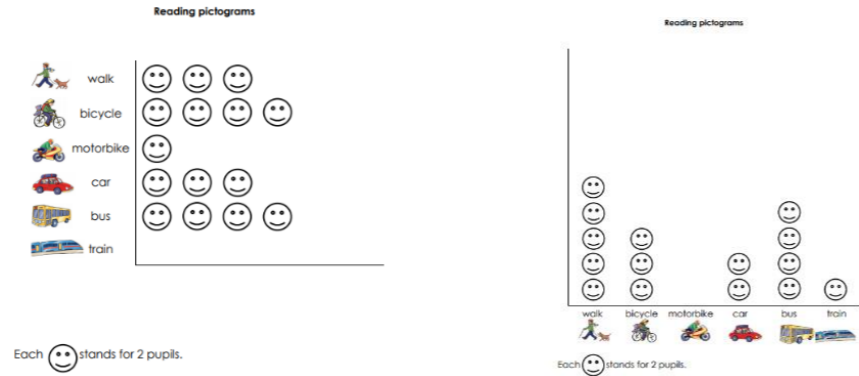 Reading pictograms
walk
bicycle
motorbike
car
bus
train
Each stands for 2 pupils.
Reading pictograms
walk bicycle motorbike car bus train
Each stands for 2 pupils.